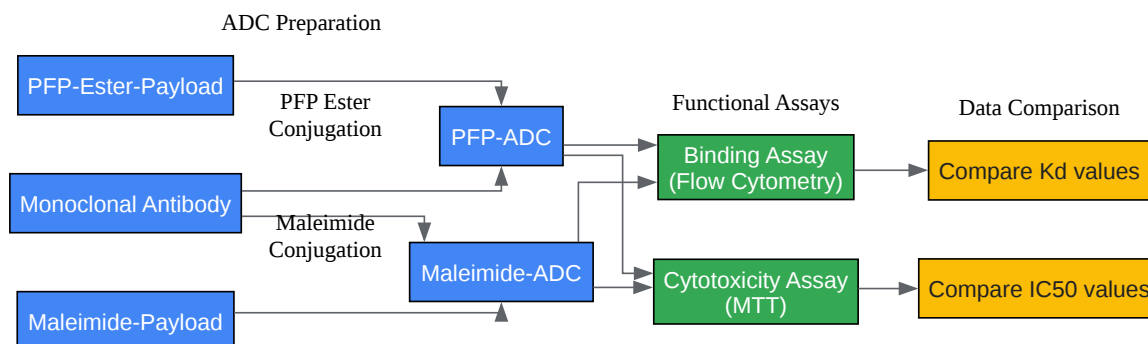 ADC Preparation
PFP-Ester-Payload
PFP Ester
Conjugation
PFP-ADC
Functional Assays
Data Comparison
Binding Assay
(Flow Cytometry)
Compare Kd values
Monoclonal Antibody
Maleimide
Conjugation
Maleimide-ADC
Cytotoxicity Assay
(MTT)
Compare IC50 values
Maleimide-Payload